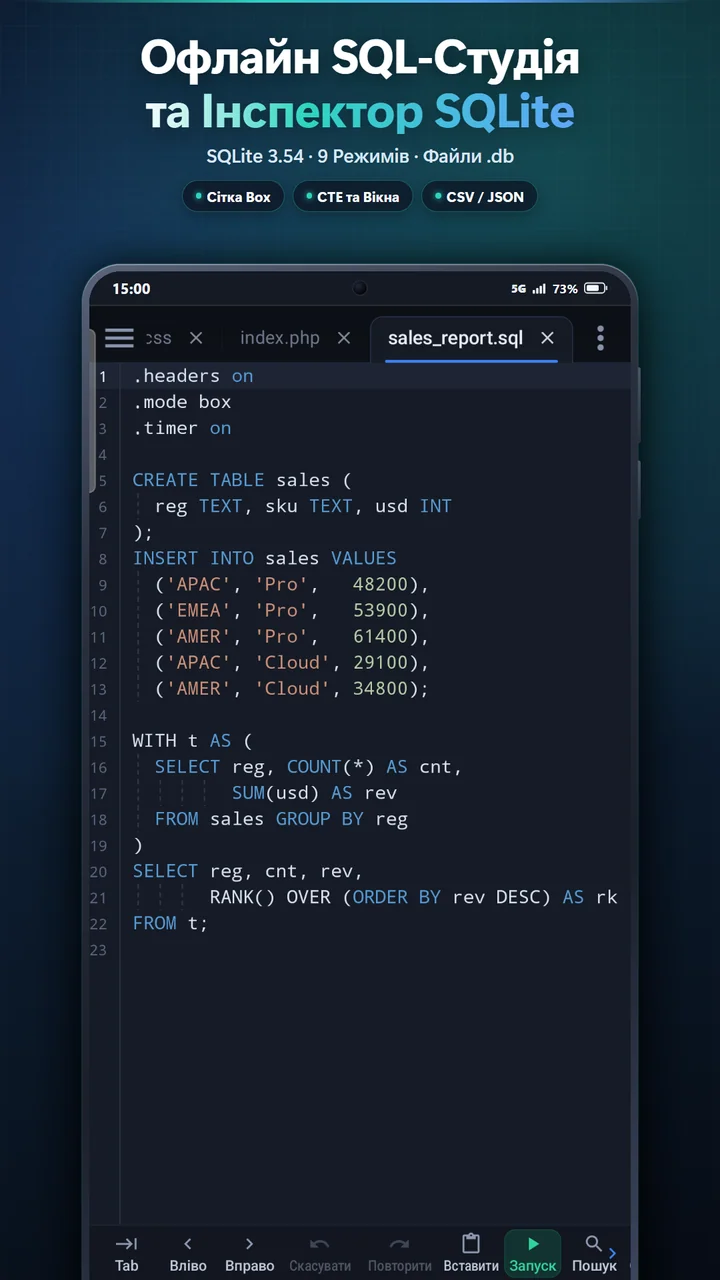 Офлайн SQL-Студія
та Інспектор SQLite
SQLite 3.54 · 9 Режимів · Файли .db
Сітка Box
CTE та Вікна
CSV / JSON
15:00
5G
73%
css
index.php
sales_report.sql
1 .headers on
2 .mode box
3 .timer on
4
5 CREATE TABLE sales (
6   reg TEXT, sku TEXT, usd INT
7 );
8 INSERT INTO sales VALUES
9   ('APAC', 'Pro',   48200),
10   ('EMEA', 'Pro',   53900),
11   ('AMER', 'Pro',   61400),
12   ('APAC', 'Cloud', 29100),
13   ('AMER', 'Cloud', 34800);
14
15 WITH t AS (
16   SELECT reg, COUNT(*) AS cnt,
17          SUM(usd) AS rev
18   FROM sales GROUP BY reg
19 )
20 SELECT reg, cnt, rev,
21        RANK() OVER (ORDER BY rev DESC) AS rk
22 FROM t;
23
Tab
Вліво
Вправо
Скасувати
Повторити
Вставити
Запуск
Пошук